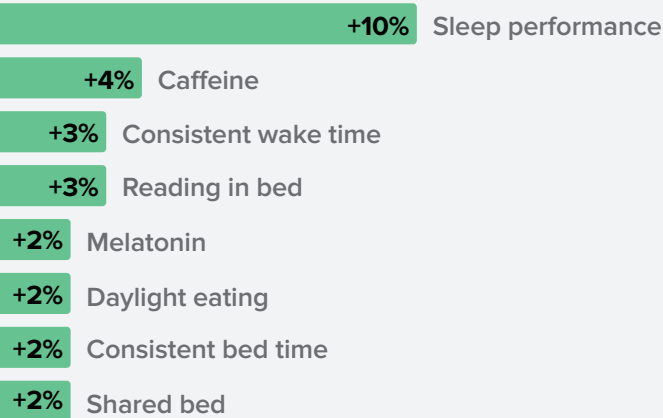 +10% Sleep performance
+4% Caffeine
+3% Consistent wake time
+3% Reading in bed
+2% Melatonin
+2% Daylight eating
+2% Consistent bed time
+2% Shared bed